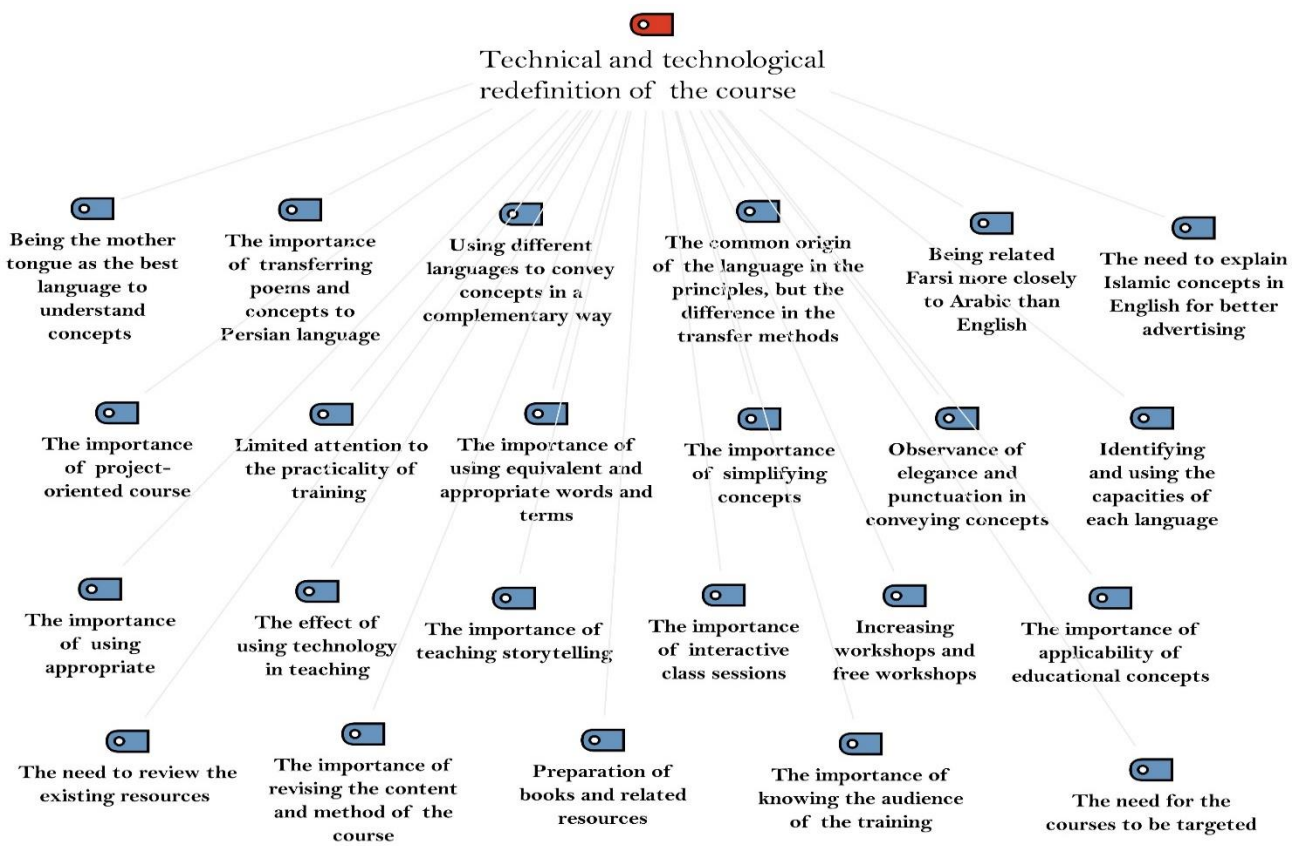 Technical and technological
redefinition of the course
Being the mother
tongue as the best
language to
understand
concepts
The importance
of transferring
poems and
concepts to
Persian language
Using different
languages to convey
concepts in a
complementary way
The common origin
of the language in the
principles, but the
difference in the
transfer methods
Being related
Farsi more closely
to Arabic than
English
The need to explain
Islamic concepts in
English for better
advertising
The importance
of project-
oriented course
Limited attention to
the practicality of
training
The importance of
using equivalent and
appropriate words and
terms
The importance
of simplifying
concepts
Observance of
elegance and
punctuation in
conveying concepts
Identifying
and using the
capacities of
each language
The importance
of using
appropriate
The effect of
using technology
in teaching
The importance of
teaching storytelling
The importance
of interactive
class sessions
Increasing
workshops and
free workshops
The importance of
applicability of
educational concepts
The need to review the
existing resources
The importance of
revising the content
and method of the
course
Preparation of
books and related
resources
The importance of
knowing the audience
of the training
The need for the
courses to be targeted